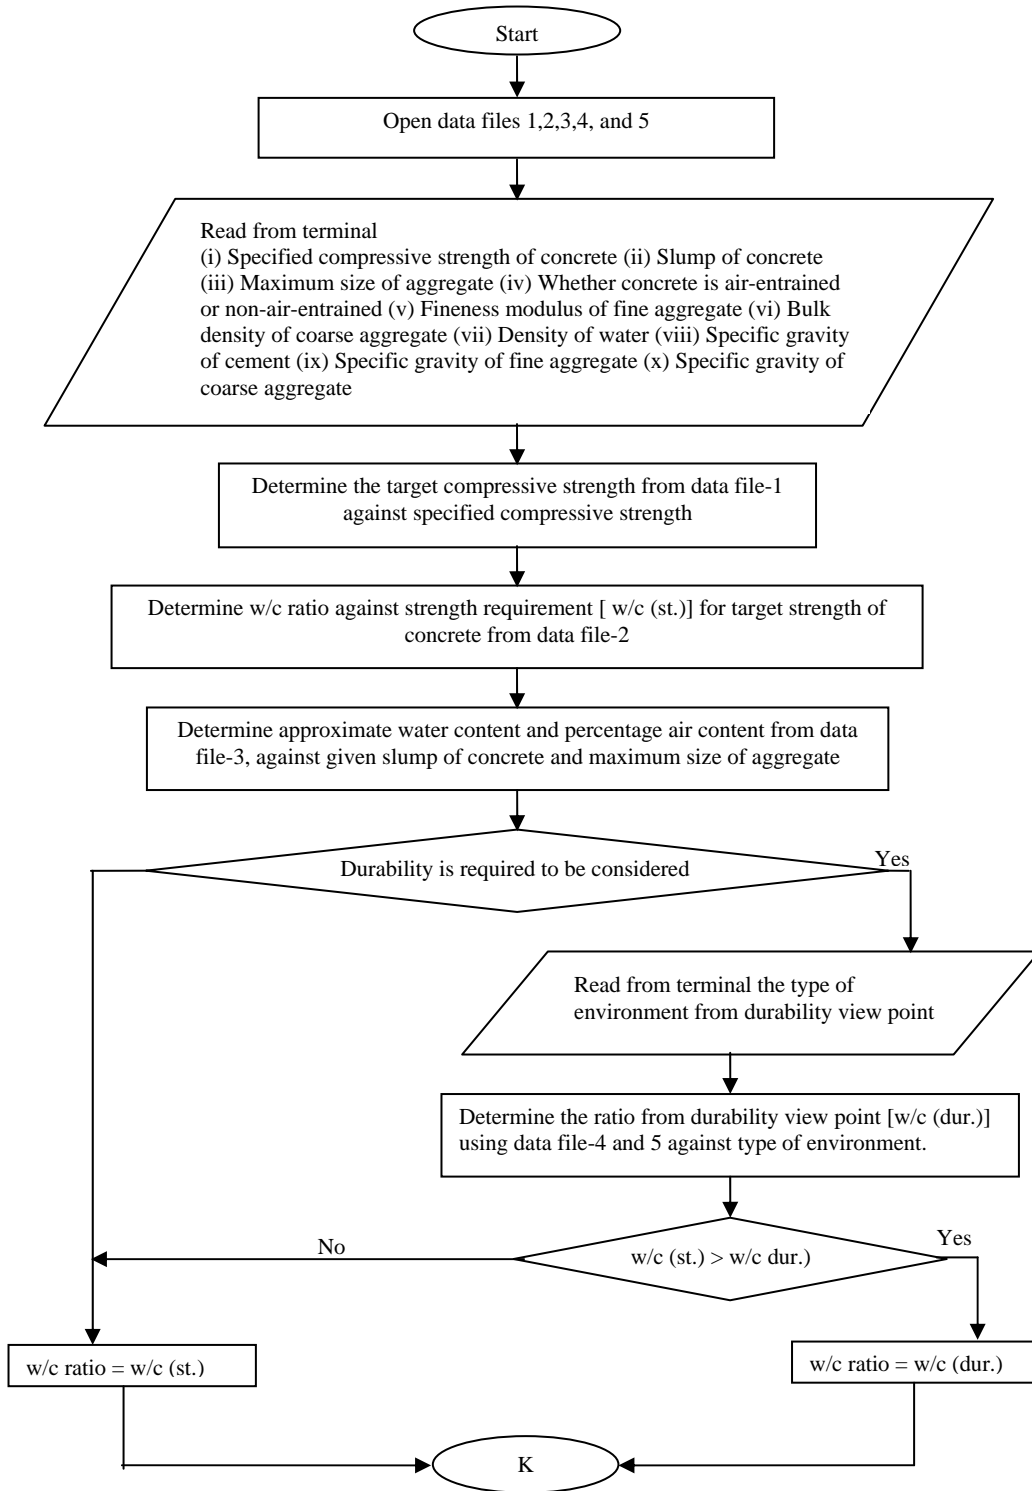 Start
Open data files 1,2,3,4, and 5
Read from terminal
(i) Specified compressive strength of concrete (ii) Slump of concrete
(iii) Maximum size of aggregate (iv) Whether concrete is air-entrained
or non-air-entrained (v) Fineness modulus of fine aggregate (vi) Bulk
density of coarse aggregate (vii) Density of water (viii) Specific gravity
of cement (ix) Specific gravity of fine aggregate (x) Specific gravity of
coarse aggregate
Determine the target compressive strength from data file-1
against specified compressive strength
Determine w/c ratio against strength requirement [ w/c (st.)] for target strength of
concrete from data file-2
Determine approximate water content and percentage air content from data
file-3, against given slump of concrete and maximum size of aggregate
Durability is required to be considered
Yes
Read from terminal the type of
environment from durability view point
Determine the ratio from durability view point [w/c (dur.)]
using data file-4 and 5 against type of environment.
w/c (st.) > w/c dur.)
No
Yes
w/c ratio = w/c (st.)
w/c ratio = w/c (dur.)
K